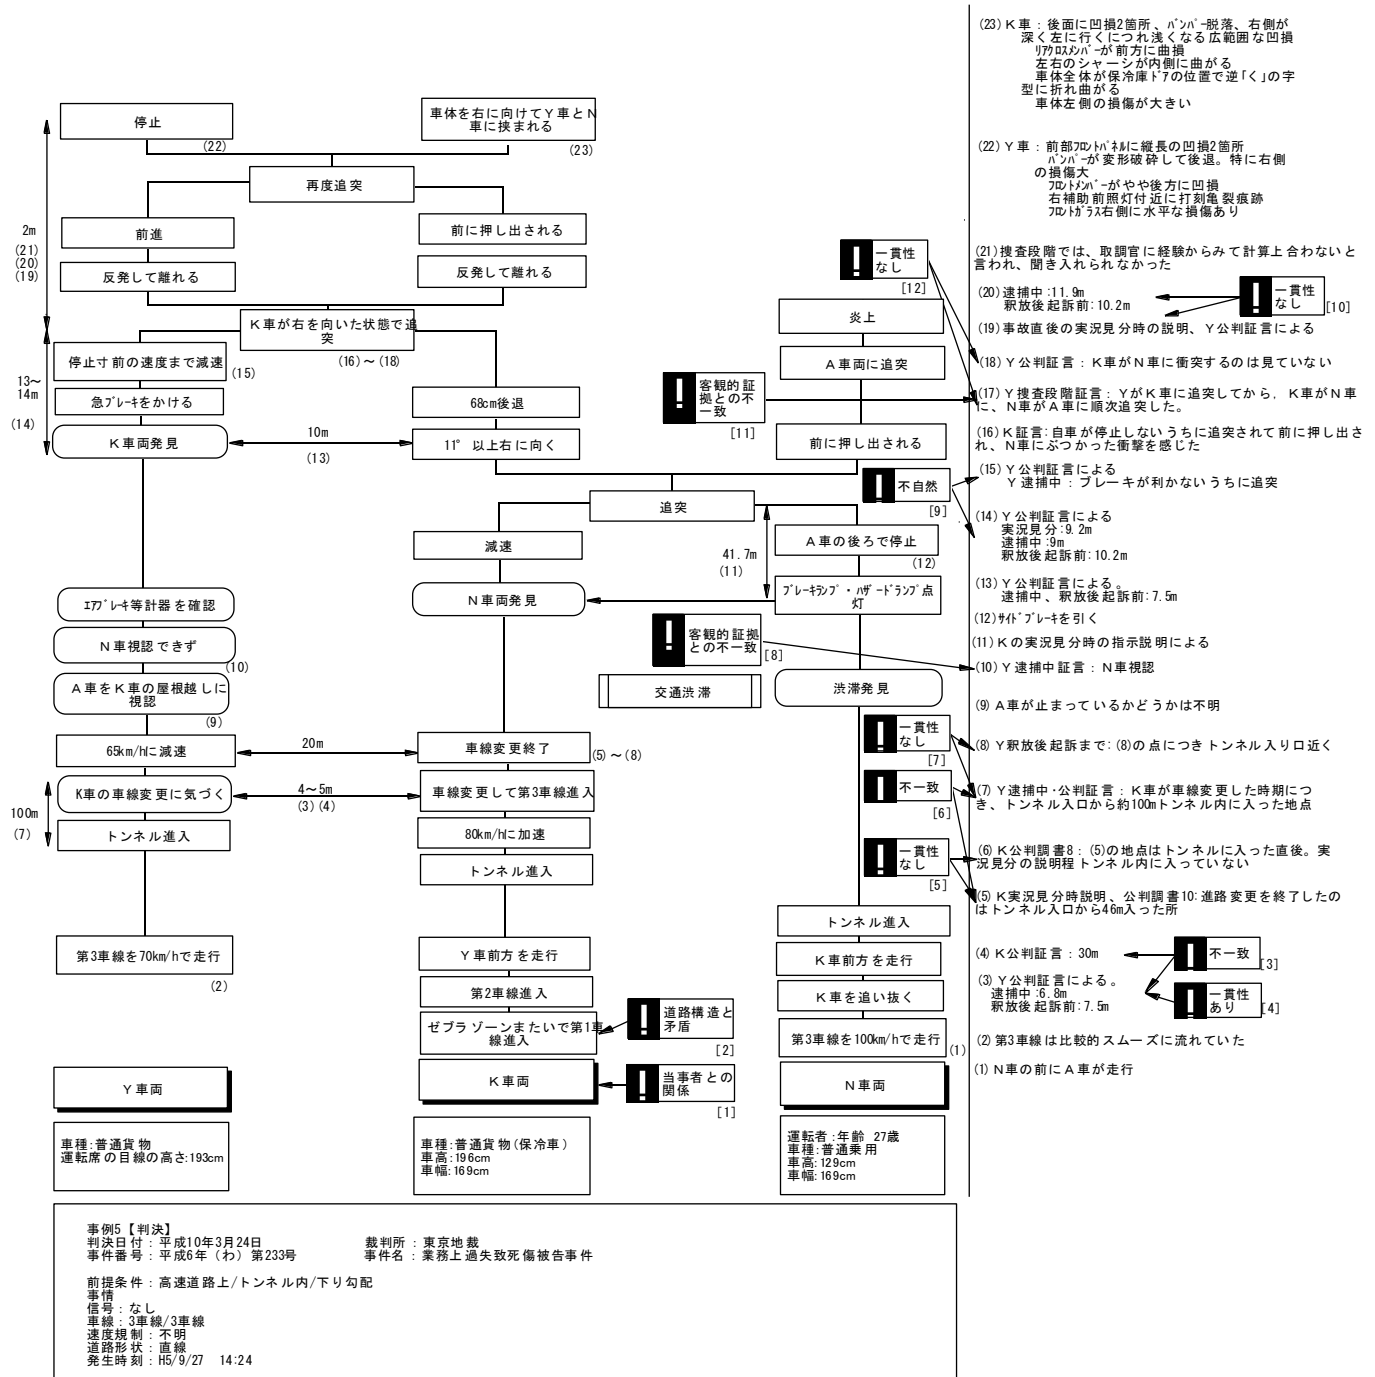 停止
(22)
車体を右に向けてＹ車とＮ
車に挟まれる
(23)
再度追突
前進
前に押し出される
反発して離れる
反発して離れる
2m
(21)
(20)
(19)
Ｋ車が右を向いた状態で追
突
(16)～(18)
停止寸前の速度まで減速
(15)
急ﾌﾞﾚｰｷをかける
68cm後退
13～
14m
(14)
Ｋ車両発見
10m
(13)
11°以上右に向く
追突
一貫性
なし
[12]
炎上
Ａ車両に追突
客観的証
拠との不
一致
[11]
前に押し出される
不自然
[9]
減速
41.7m
(11)
Ａ車の後ろで停止
(12)
Ｎ車両発見
ﾌﾞﾚｰｷﾗﾝﾌﾟ・ﾊｻﾞｰﾄﾞﾗﾝﾌﾟ点
灯
ｴｱﾌﾞﾚｰｷ等計器を確認
Ｎ車視認できず
(10)
客観的証拠
との不一致
[8]
Ａ車をＫ車の屋根越しに
視認
(9)
交通渋滞
渋滞発見
65km/hに減速
20m
車線変更終了
(5)～(8)
一貫性
なし
[7]
100m
(7)
K車の車線変更に気づく
4～5m
(3)(4)
車線変更して第3車線進入
不一致
[6]
トンネル進入
80km/hに加速
一貫性
なし
[5]
トンネル進入
トンネル進入
第3車線を70km/hで走行
(2)
Ｙ車前方を走行
Ｋ車前方を走行
第2車線進入
Ｋ車を追い抜く
ゼブラゾーンまたいで第1車
線進入
道路構造と
矛盾
[2]
第3車線を100km/hで走行
(1)
Ｙ車両
Ｋ車両
当事者との
関係
[1]
Ｎ車両
車種:普通貨物
運転席の目線の高さ:193cm
車種:普通貨物(保冷車)
車高:196cm
車幅:169cm
運転者:年齢 27歳
車種:普通乗用
車高:129cm
車幅:169cm
(23)Ｋ車：後面に凹損2箇所、ﾊﾞﾝﾊﾟｰ脱落、右側が
深く左に行くにつれ浅くなる広範囲な凹損
ﾘｱｸﾛｽﾒﾝﾊﾞｰが前方に曲損
左右のシャーシが内側に曲がる
車体全体が保冷庫ﾄﾞｱの位置で逆｢く｣の字
型に折れ曲がる
車体左側の損傷が大きい
(22)Ｙ車：前部ﾌﾛﾝﾄﾊﾟﾈﾙに縦長の凹損2箇所
ﾊﾞﾝﾊﾟｰが変形破砕して後退。特に右側
の損傷大
ﾌﾛﾝﾄﾒﾝﾊﾞｰがやや後方に凹損
右補助前照灯付近に打刻亀裂痕跡
ﾌﾛﾝﾄｶﾞﾗｽ右側に水平な損傷あり
(21)捜査段階では、取調官に経験からみて計算上合わないと
言われ、聞き入れられなかった
(20)逮捕中:11.9m
釈放後起訴前:10.2m
一貫性
なし
[10]
(19)事故直後の実況見分時の説明、Ｙ公判証言による
(18)Ｙ公判証言：Ｋ車がＮ車に衝突するのは見ていない
(17)Ｙ捜査段階証言：YがＫ車に追突してから、Ｋ車がＮ車
に、Ｎ車がＡ車に順次追突した。
(16)Ｋ証言:自車が停止しないうちに追突されて前に押し出さ
れ、Ｎ車にぶつかった衝撃を感じた
(15)Ｙ公判証言による
Ｙ逮捕中：ブレーキが利かないうちに追突
(14)Ｙ公判証言による
実況見分:9.2m
逮捕中:9m
釈放後起訴前:10.2m
(13)Ｙ公判証言による。
逮捕中、釈放後起訴前:7.5m
(12)ｻｲﾄﾞﾌﾞﾚｰｷを引く
(11)Ｋの実況見分時の指示説明による
(10)Ｙ逮捕中証言：Ｎ車視認
(9)Ａ車が止まっているかどうかは不明
(8)Ｙ釈放後起訴まで:(8)の点につきトンネル入り口近く
(7)Ｙ逮捕中･公判証言：Ｋ車が車線変更した時期につ
き、トンネル入口から約100mトンネル内に入った地点
(6)Ｋ公判調書8：(5)の地点はトンネルに入った直後。実
況見分の説明程トンネル内に入っていない
(5)Ｋ実況見分時説明、公判調書10:進路変更を終了したの
はトンネル入口から46m入った所
(4)Ｋ公判証言：30m
不一致
[3]
(3)Ｙ公判証言による。
逮捕中:6.8m
釈放後起訴前:7.5m
一貫性
あり
[4]
(2)第3車線は比較的スムーズに流れていた
(1)Ｎ車の前にＡ車が走行
事例5【判決】
判決日付：平成10年3月24日　裁判所：東京地裁
事件番号：平成6年（わ）第233号　事件名：業務上過失致死傷被告事件
前提条件：高速道路上/トンネル内/下り勾配
事情
信号：なし
車線：3車線/3車線
速度規制：不明
道路形状：直線
発生時刻：H5/9/27　14:24